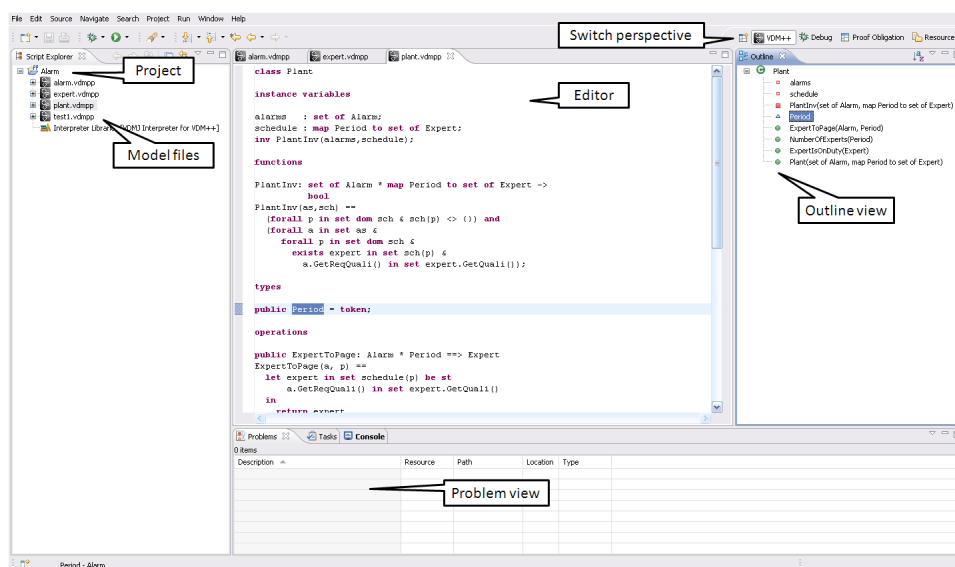 File Edit Source Navigate Search Project Run Window Help
Switch perspective
VDM++ Debug Proof Obligation Resource
Script Explorer
Alarm
alarm.vdmpp
expert.vdmpp
plant.vdmpp
test1.vdmpp
Interpreter Librar [VDMJ Interpreter for VDM++]
Project
Model files
alarm.vdmpp expert.vdmpp plant.vdmpp
class Plant
instance variables
alarms : set of Alarm;
schedule : map Period to set of Expert;
inv PlantInv(alarms,schedule);
functions
PlantInv: set of Alarm * map Period to set of Expert ->
bool
PlantInv(as,sch) ==
(forall p in set dom sch & sch(p) <> {}) and
(forall a in set as &
forall p in set dom sch &
exists expert in set sch(p) &
a.GetReqQuali() in set expert.GetQuali());
types
public Period = token;
operations
public ExpertToPage: Alarm * Period ==> Expert
ExpertToPage(a, p) ==
let expert in set schedule(p) be st
a.GetReqQuali() in set expert.GetQuali()
in
return expert
Editor
Outline
Plant
alarms
schedule
PlantInv(set of Alarm, map Period to set of Expert)
Period
ExpertToPage(Alarm, Period)
NumberOfExperts(Period)
ExpertIsOnDuty(Expert)
Plant(set of Alarm, map Period to set of Expert)
Outline view
Problems Tasks Console
0 items
Description Resource Path Location Type
Problem view
Period - Alarm